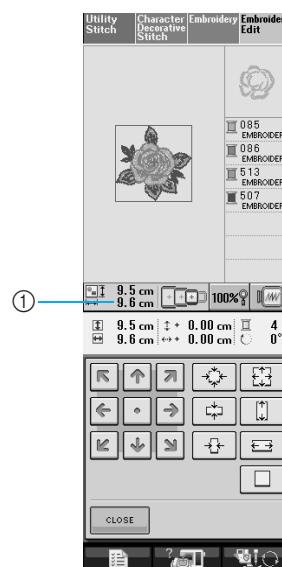 Utility Stitch
Character Decorative Stitch
Embroidery
Embroider Edit
085
EMBROIDER
086
EMBROIDER
513
EMBROIDER
507
EMBROIDER
1
9.5 cm
9.6 cm
100%
9.5 cm + 0.00 cm 4
9.6 cm + 0.00 cm 0°
CLOSE
?